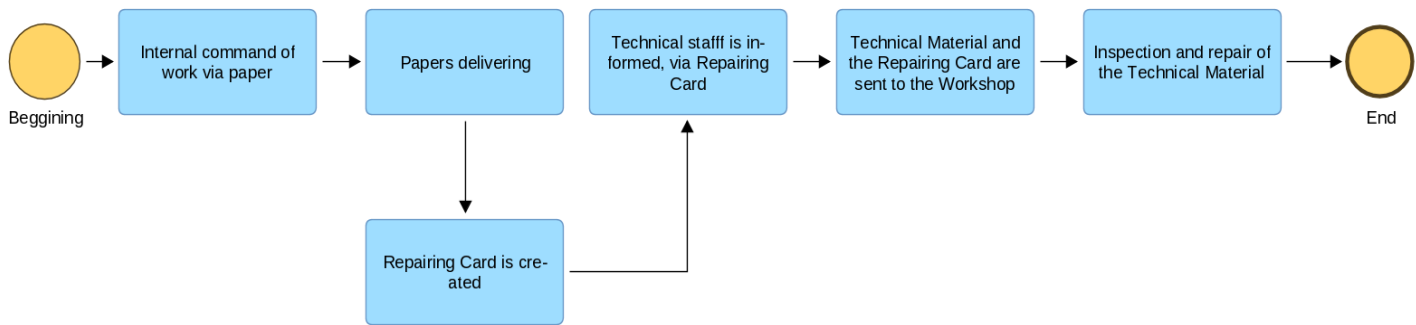 Beggining
Internal command of
work via paper
Papers delivering
Repairing Card is cre-
ated
Technical stafff is in-
formed, via Repairing
Card
Technical Material and
the Repairing Card are
sent to the Workshop
Inspection and repair of
the Technical Material
End